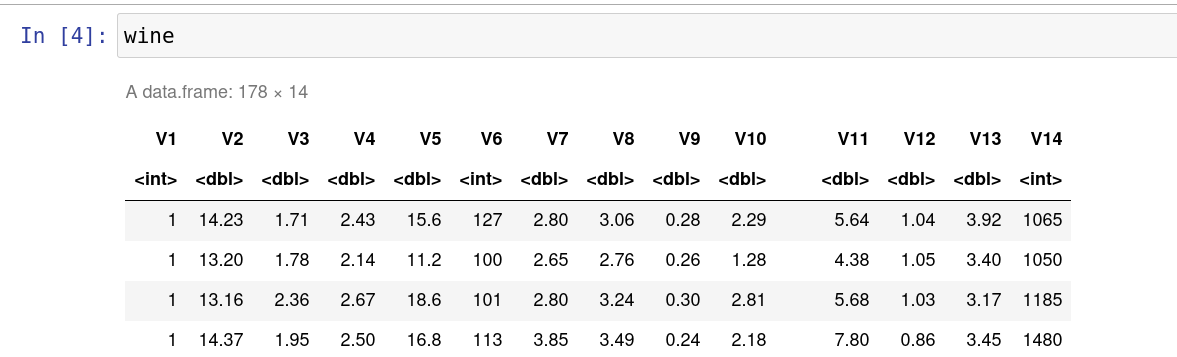 In [4]: wine
A data.frame: 178 × 14
V1 V2 V3 V4 V5 V6 V7 V8 V9 V10 V11 V12 V13 V14
<int> <dbl> <dbl> <dbl> <dbl> <int> <dbl> <dbl> <dbl> <dbl> <dbl> <dbl> <dbl> <int>
1 14.23 1.71 2.43 15.6 127 2.80 3.06 0.28 2.29 5.64 1.04 3.92 1065
1 13.20 1.78 2.14 11.2 100 2.65 2.76 0.26 1.28 4.38 1.05 3.40 1050
1 13.16 2.36 2.67 18.6 101 2.80 3.24 0.30 2.81 5.68 1.03 3.17 1185
1 14.37 1.95 2.50 16.8 113 3.85 3.49 0.24 2.18 7.80 0.86 3.45 1480